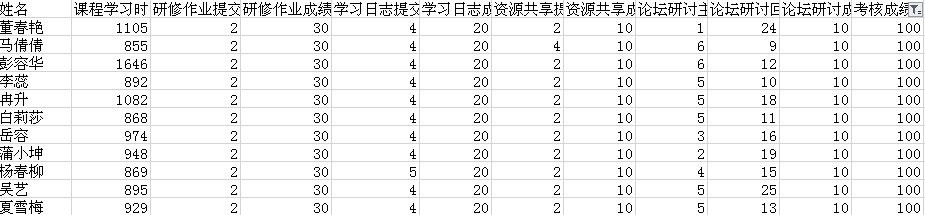 姓名 课程学习时 研修作业提交 研修作业成绩 学习日志提交 学习日志成 资源共享提 资源共享成 论坛研讨主 论坛研讨回 论坛研讨成 考核成绩
董春艳 1105 2 30 4 20 2 10 1 24 10 100
马倩倩 855 2 30 4 20 4 10 6 9 10 100
彭容华 1646 2 30 4 20 2 10 6 12 10 100
李蕊 892 2 30 4 20 2 10 5 10 10 100
冉升 1082 2 30 4 20 2 10 5 18 10 100
白莉莎 868 2 30 4 20 2 10 5 11 10 100
岳容 974 2 30 4 20 2 10 3 16 10 100
蒲小坤 948 2 30 4 20 2 10 2 19 10 100
杨春柳 869 2 30 5 20 2 10 4 15 10 100
吴艺 895 2 30 4 20 2 10 5 25 10 100
夏雪梅 929 2 30 4 20 2 10 5 13 10 100